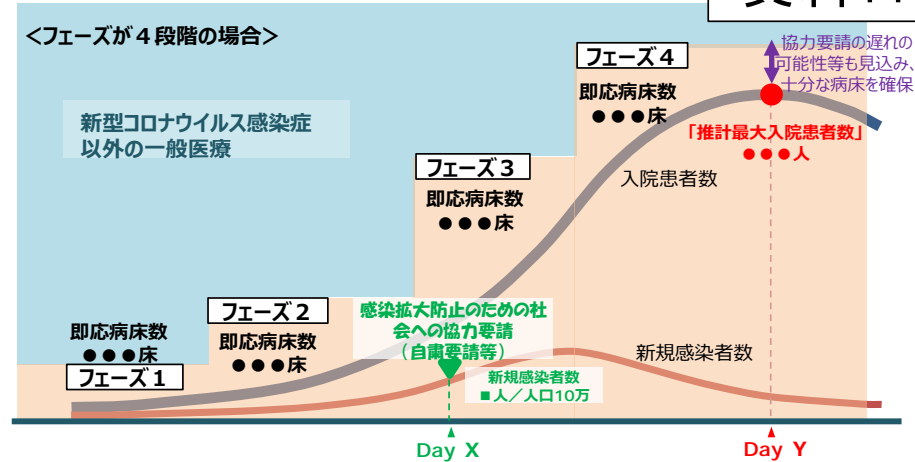 <フェーズが４段階の場合>
協力要請の遅れの
可能性等も見込み、
十分な病床を確保
フェーズ４
即応病床数
●●●床
新型コロナウイルス感染症
以外の一般医療
「推計最大入院患者数」
●●●人
フェーズ３
入院患者数
即応病床数
●●●床
フェーズ２
感染拡大防止のための社
会への協力要請
（自粛要請等）
即応病床数
●●●床
即応病床数
●●●床
新規感染者数
フェーズ１
新規感染者数
■人／人口10万
Day X
Day Y